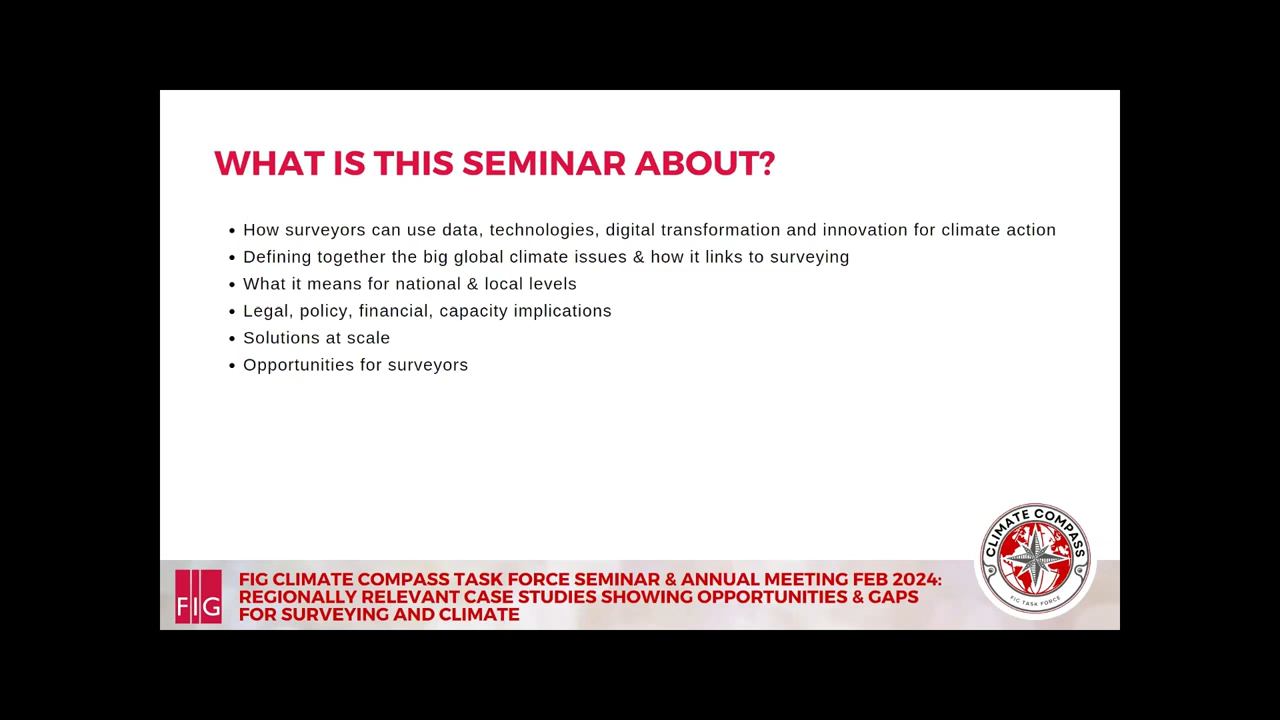 WHAT IS THIS SEMINAR ABOUT?
• How surveyors can use data, technologies, digital transformation and innovation for climate action
• Defining together the big global climate issues & how it links to surveying
• What it means for national & local levels
• Legal, policy, financial, capacity implications
• Solutions at scale
• Opportunities for surveyors
FIG
FIG CLIMATE COMPASS TASK FORCE SEMINAR & ANNUAL MEETING FEB 2024:
REGIONALLY RELEVANT CASE STUDIES SHOWING OPPORTUNITIES & GAPS
FOR SURVEYING AND CLIMATE
CLIMATE COMPASS
FIG TASK FORCE